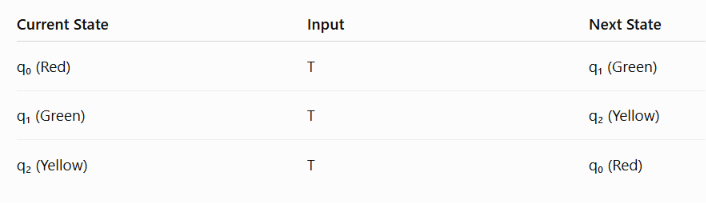 Current State Input Next State
q₀ (Red) T q₁ (Green)
q₁ (Green) T q₂ (Yellow)
q₂ (Yellow) T q₀ (Red)